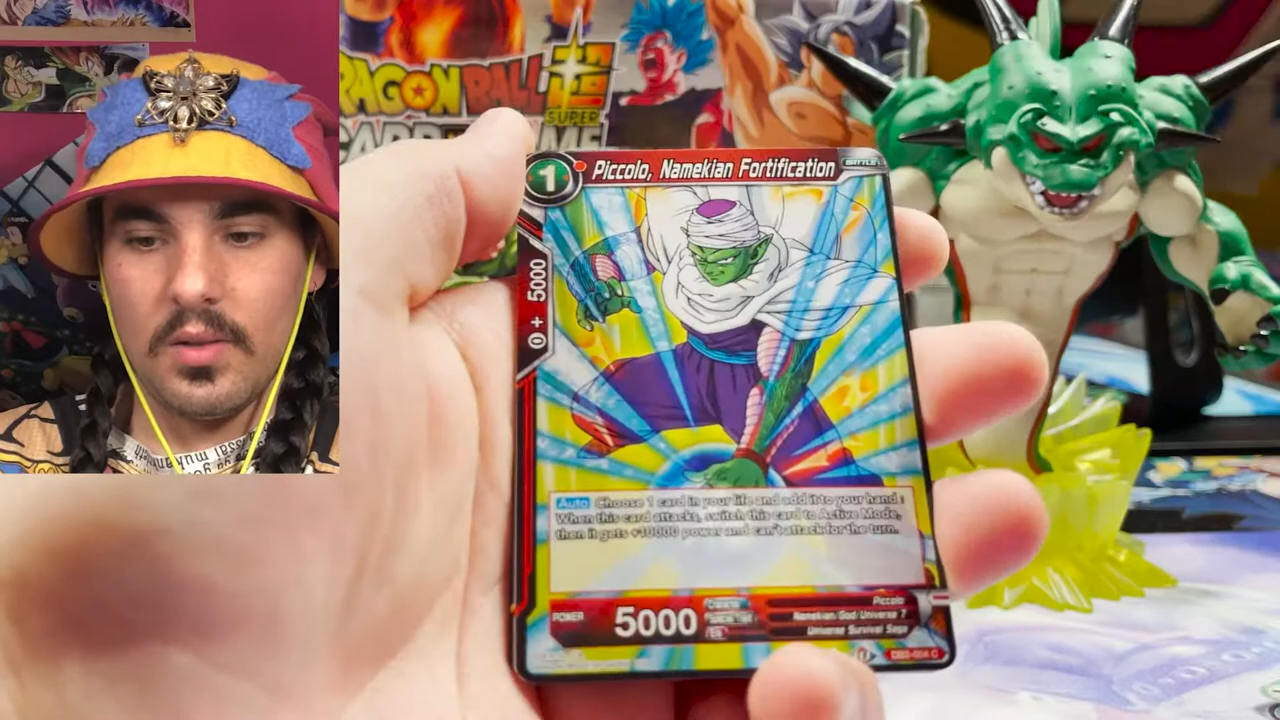 DRAGON BALL
SUPER
CARD GAME
1
Piccolo, Namekian Fortification
BATTLE
0 + 5000
Auto Choose 1 card in your life and add it to your hand :
When this card attacks, switch this card to Active Mode,
then it gets +10000 power and can't attack for the turn.
POWER
5000
Piccolo
Namekian/God/Universe 7
Universe Survival Saga